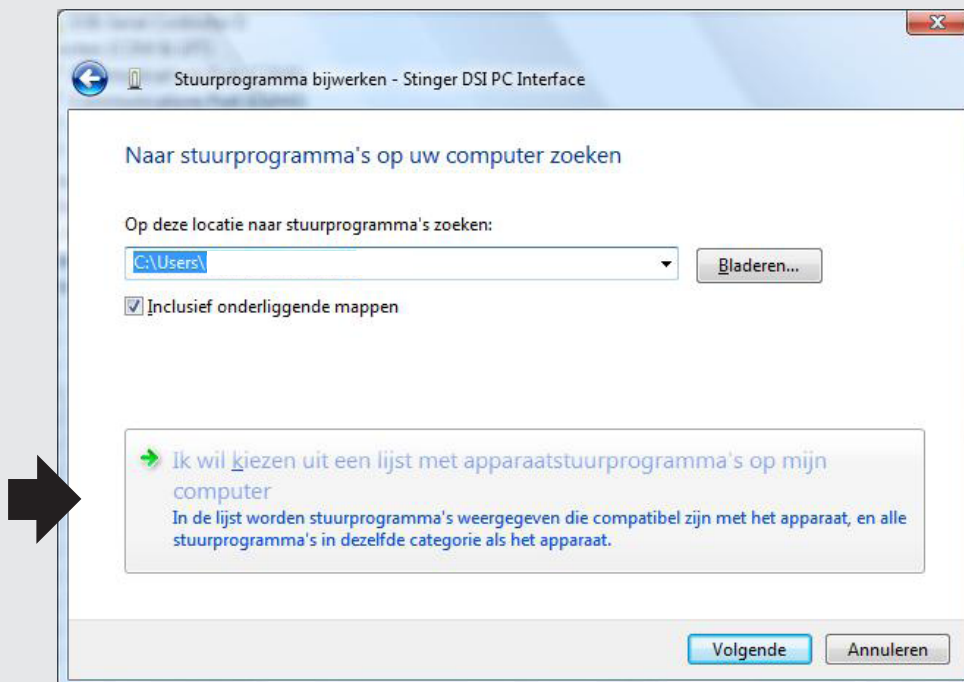 Stuurprogramma bijwerken - Stinger DSI PC Interface
Naar stuurprogramma's op uw computer zoeken
Op deze locatie naar stuurprogramma's zoeken:
C:\Users\
Bladeren...
Inclusief onderliggende mappen
Ik wil kiezen uit een lijst met apparaatstuurprogramma's op mijn
computer
In de lijst worden stuurprogramma's weergegeven die compatibel zijn met het apparaat, en alle
stuurprogramma's in dezelfde categorie als het apparaat.
Volgende
Annuleren